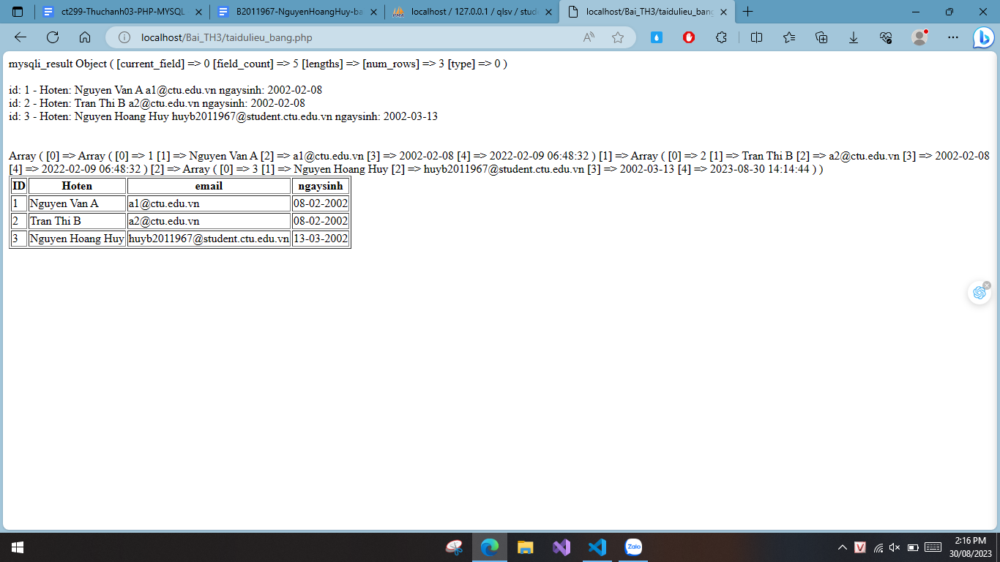 ct299-Thuchanh03-PHP-MYSQL
B2011967-NguyenHoangHuy-ba
localhost / 127.0.0.1 / qlsv / stud
localhost/Bai_TH3/taidulieu_bang
localhost/Bai_TH3/taidulieu_bang.php
mysqli_result Object ( [current_field] => 0 [field_count] => 5 [lengths] => [num_rows] => 3 [type] => 0 )
id: 1 - Hoten: Nguyen Van A a1@ctu.edu.vn ngaysinh: 2002-02-08
id: 2 - Hoten: Tran Thi B a2@ctu.edu.vn ngaysinh: 2002-02-08
id: 3 - Hoten: Nguyen Hoang Huy huyb2011967@student.ctu.edu.vn ngaysinh: 2002-03-13
Array ( [0] => Array ( [0] => 1 [1] => Nguyen Van A [2] => a1@ctu.edu.vn [3] => 2002-02-08 [4] => 2022-02-09 06:48:32 ) [1] => Array ( [0] => 2 [1] => Tran Thi B [2] => a2@ctu.edu.vn [3] => 2002-02-08
[4] => 2022-02-09 06:48:32 ) [2] => Array ( [0] => 3 [1] => Nguyen Hoang Huy [2] => huyb2011967@student.ctu.edu.vn [3] => 2002-03-13 [4] => 2023-08-30 14:14:44 ) )
ID Hoten email ngaysinh
1 Nguyen Van A a1@ctu.edu.vn 08-02-2002
2 Tran Thi B a2@ctu.edu.vn 08-02-2002
3 Nguyen Hoang Huy huyb2011967@student.ctu.edu.vn 13-03-2002
Zalo
V
2:16 PM
30/08/2023